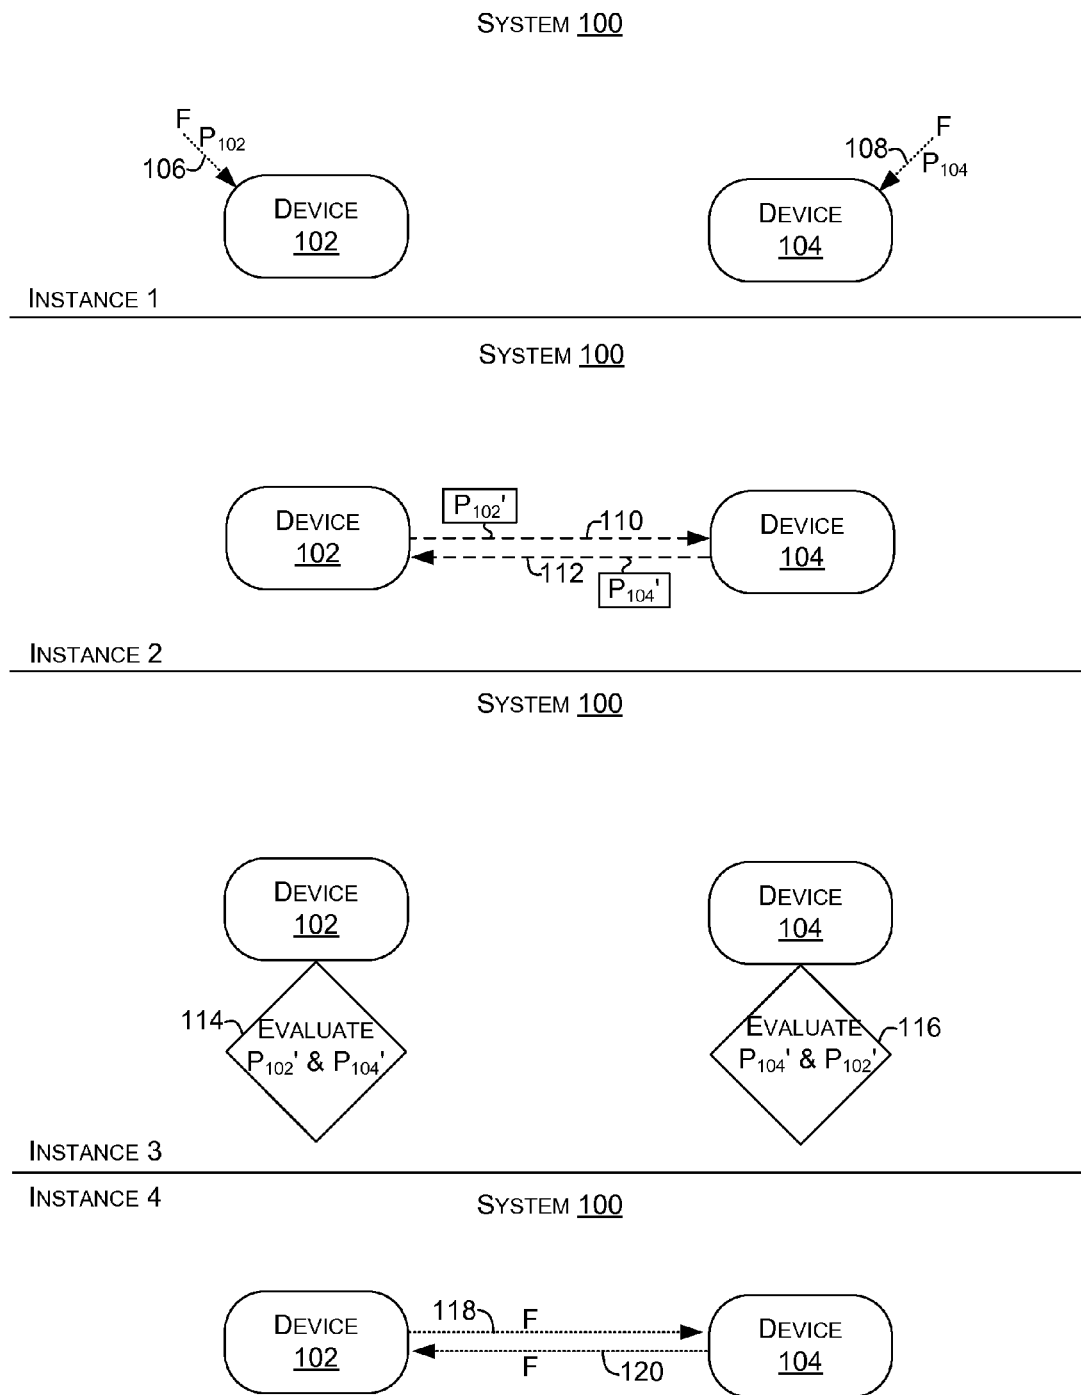 SYSTEM 100
F
P102
106
F
108
P104
DEVICE
102
DEVICE
104
INSTANCE 1
SYSTEM 100
P102'
110
DEVICE
102
DEVICE
104
112
P104'
INSTANCE 2
SYSTEM 100
DEVICE
102
DEVICE
104
114
EVALUATE
P102' & P104'
EVALUATE
116
P104' & P102'
INSTANCE 3
INSTANCE 4
SYSTEM 100
118
F
DEVICE
102
DEVICE
104
F
120